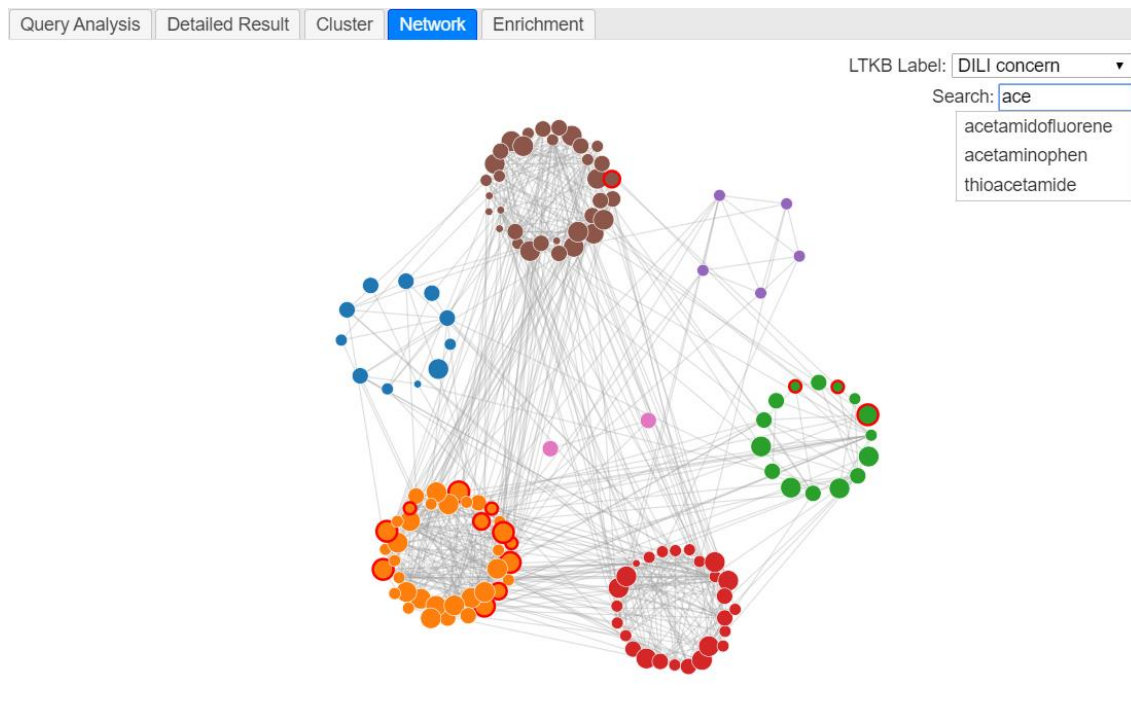 Query Analysis Detailed Result Cluster Network Enrichment
LTKB Label: DILI concern
Search: ace
acetamidofluorene
acetaminophen
thioacetamide